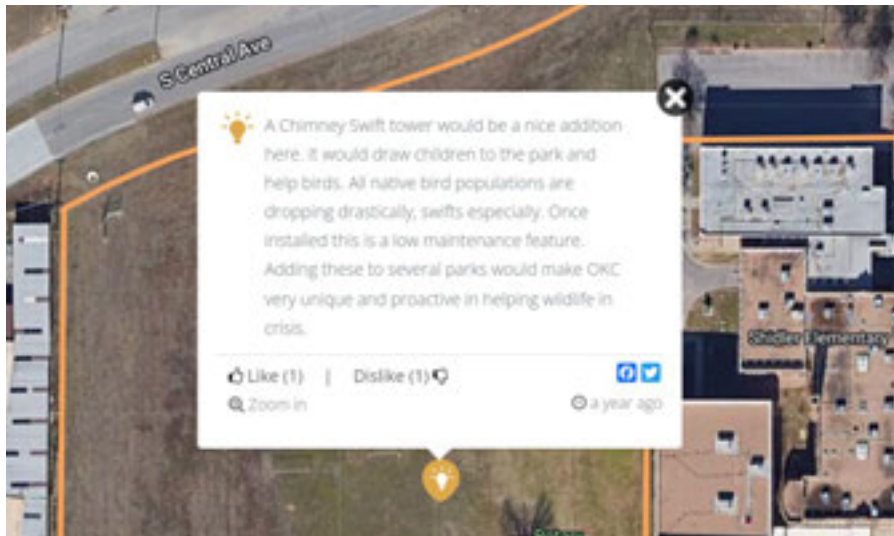 S Central Ave
A Chimney Swift tower would be a nice addition
here. It would draw children to the park and
help birds. All native bird populations are
dropping drastically, swifts especially. Once
installed this is a low maintenance feature.
Adding these to several parks would make OKC
very unique and proactive in helping wildlife in
crisis.
Shidler Elementary
Like (1) | Dislike (1)
Zoom in
a year ago
Rotary